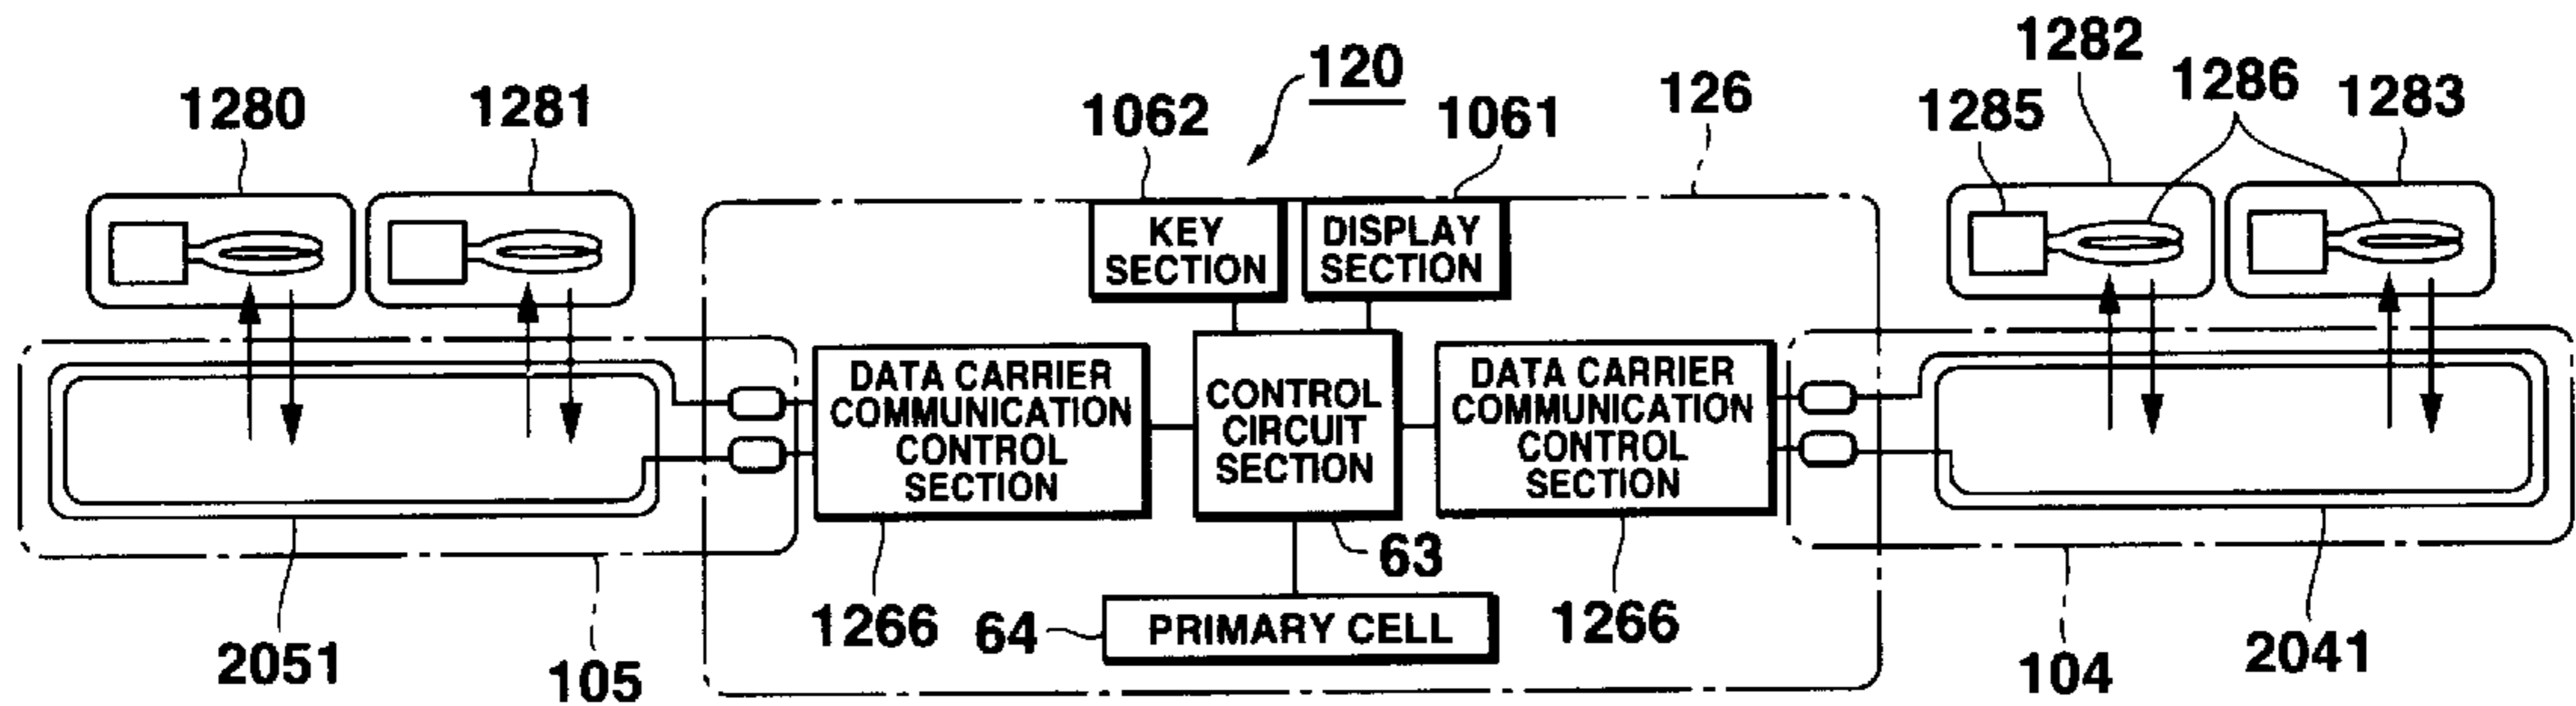 1280
1281
1062
120
1061
126
1285
1282
1286
1283
KEY
SECTION
DISPLAY
SECTION
DATA CARRIER
COMMUNICATION
CONTROL
SECTION
CONTROL
CIRCUIT
SECTION
DATA CARRIER
COMMUNICATION
CONTROL
SECTION
2051
105
1266
64
PRIMARY CELL
63
1266
104
2041